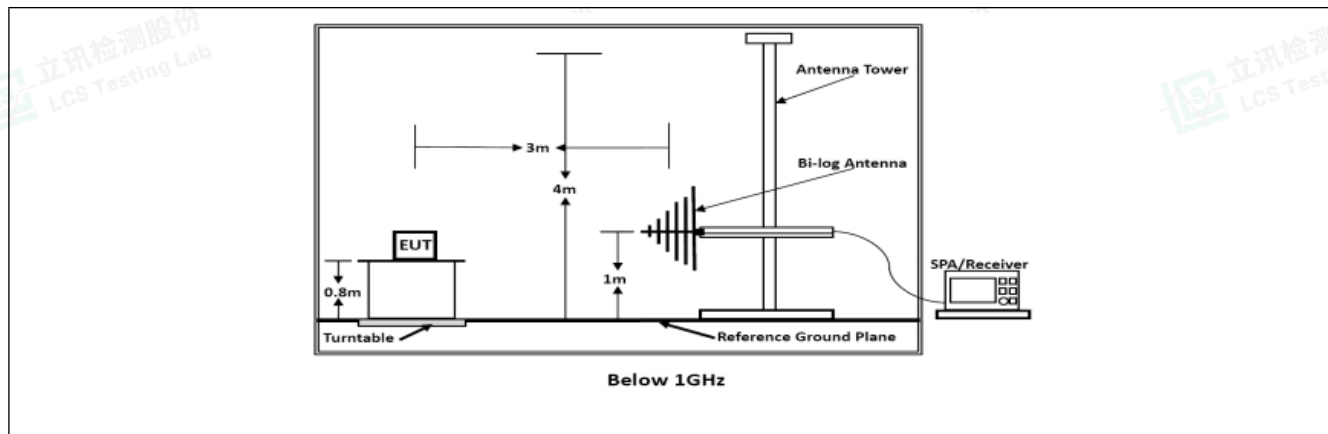 立讯检测股份
LCS Testing Lab
立讯检测
LCS Test
Antenna Tower
3m
Bi-log Antenna
4m
EUT
SPA/Receiver
0.8m
1m
Turntable
Reference Ground Plane
Below 1GHz